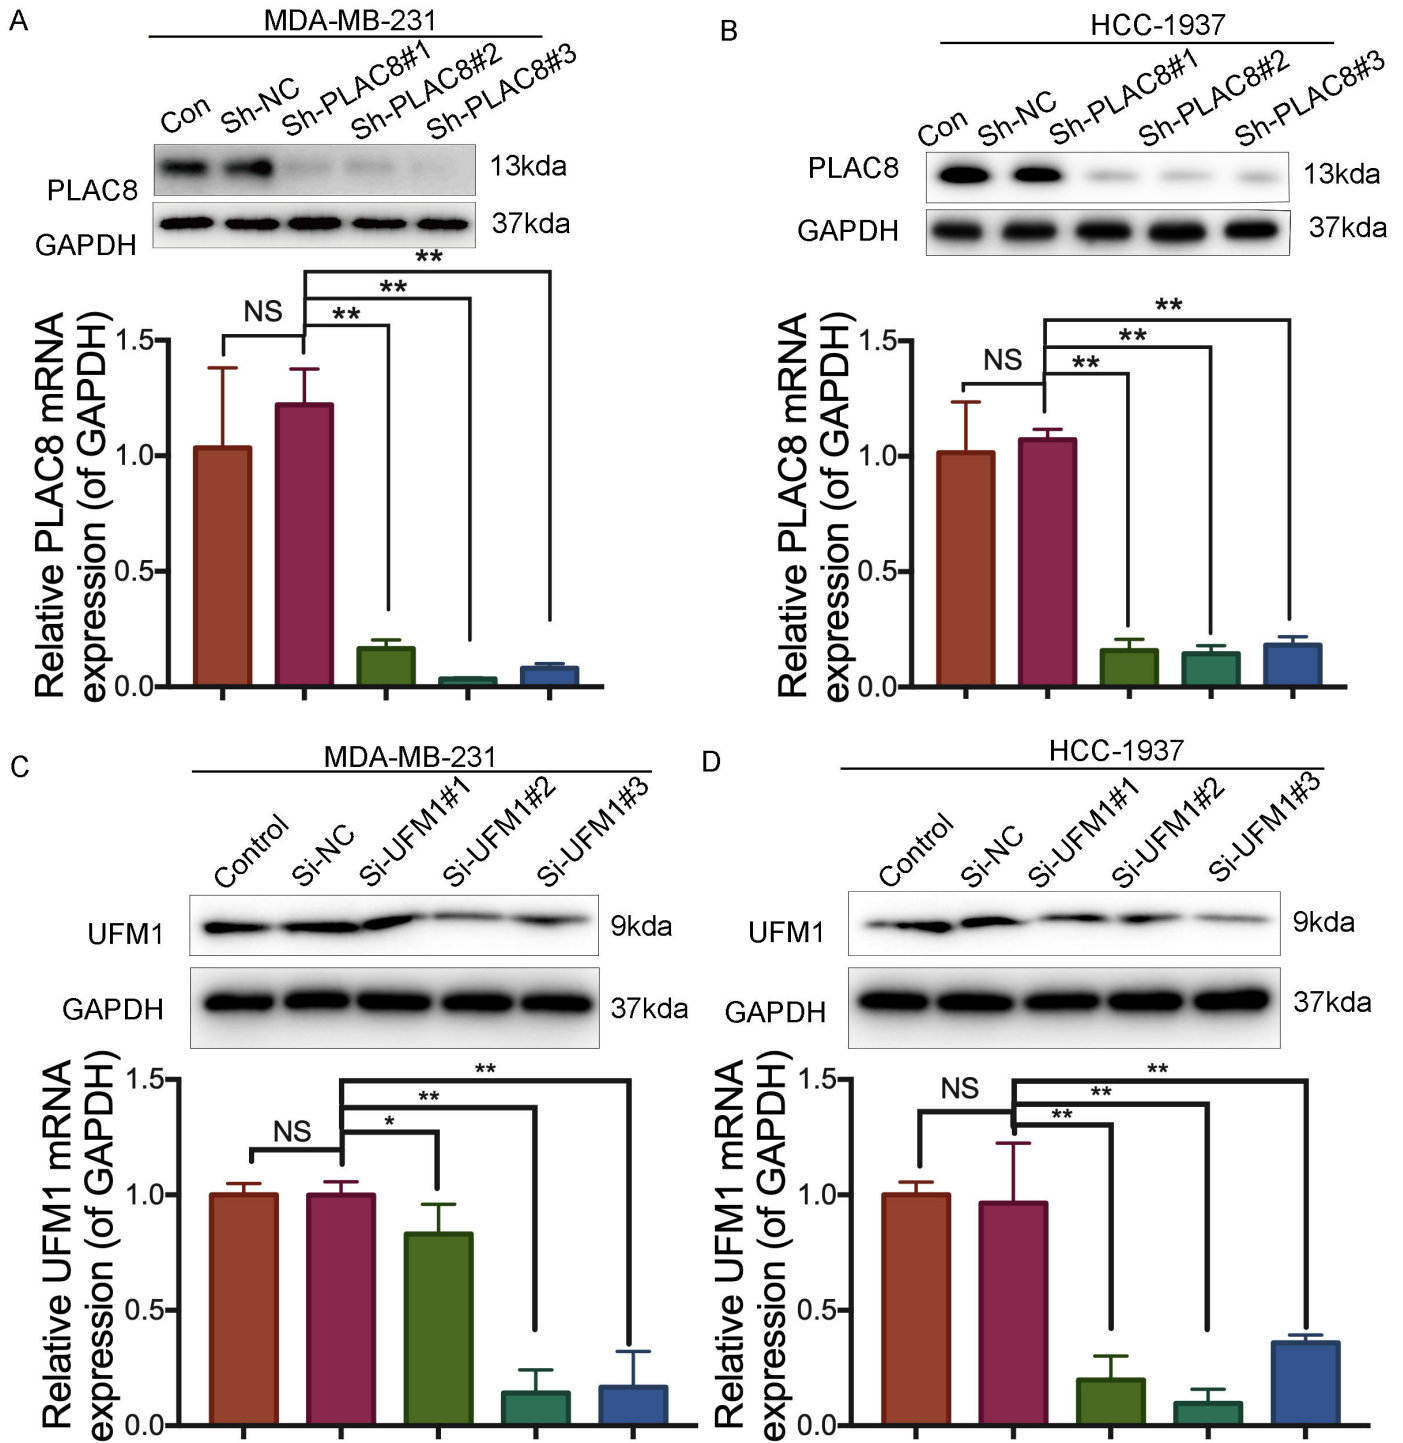 A
MDA-MB-231
Con Sh-NC Sh-PLAC8#1 Sh-PLAC8#2 Sh-PLAC8#3
PLAC8 13kda
GAPDH 37kda
**
**
NS **
Relative PLAC8 mRNA
expression (of GAPDH)
1.5
1.0
0.5
0.0
B
HCC-1937
Con Sh-NC Sh-PLAC8#1 Sh-PLAC8#2 Sh-PLAC8#3
PLAC8 13kda
GAPDH 37kda
**
**
NS **
Relative PLAC8 mRNA
expression (of GAPDH)
1.5
1.0
0.5
0.0
C
MDA-MB-231
Control Si-NC Si-UFM1#1 Si-UFM1#2 Si-UFM1#3
UFM1 9kda
GAPDH 37kda
**
**
NS *
Relative UFM1 mRNA
expression (of GAPDH)
1.5
1.0
0.5
0.0
D
HCC-1937
Control Si-NC Si-UFM1#1 Si-UFM1#2 Si-UFM1#3
UFM1 9kda
GAPDH 37kda
**
**
NS **
Relative UFM1 mRNA
expression (of GAPDH)
1.5
1.0
0.5
0.0